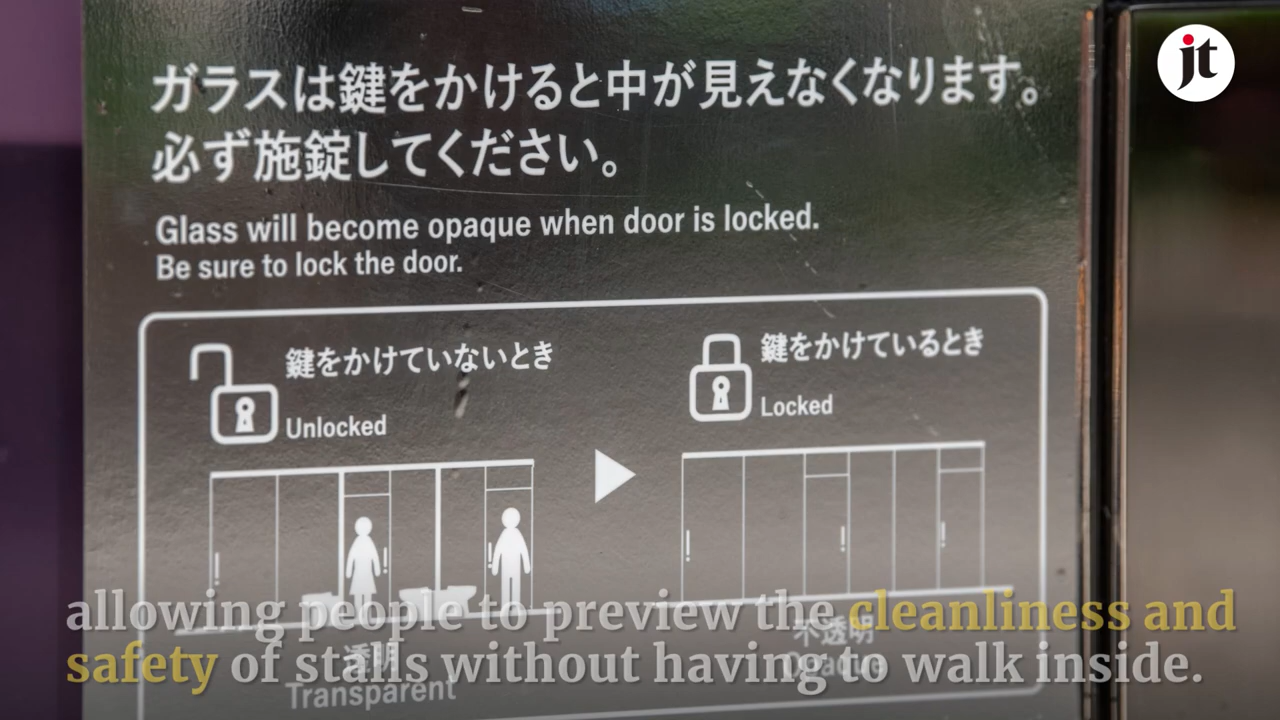 jt
ガラスは鍵をかけると中が見えなくなります。
必ず施錠してください。
Glass will become opaque when door is locked.
Be sure to lock the door.
鍵をかけていないとき
Unlocked
鍵をかけているとき
Locked
透明
Transparent
不透明
Opaque
allowing people to preview the cleanliness and
safety of stalls without having to walk inside.